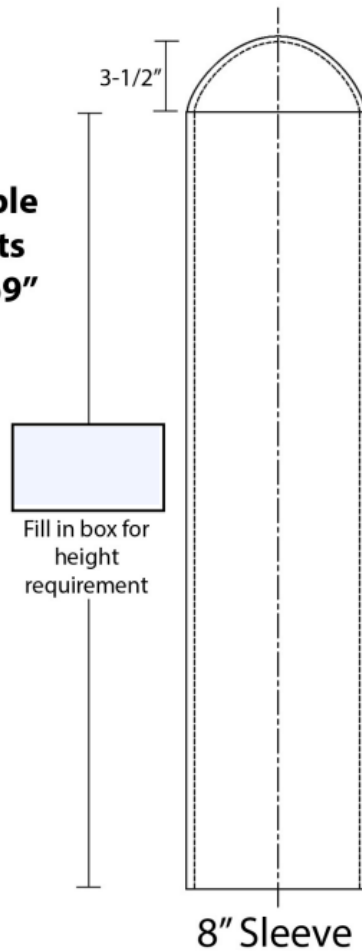 3-1/2”
Fill in box for
height
requirement
8” Sleeve